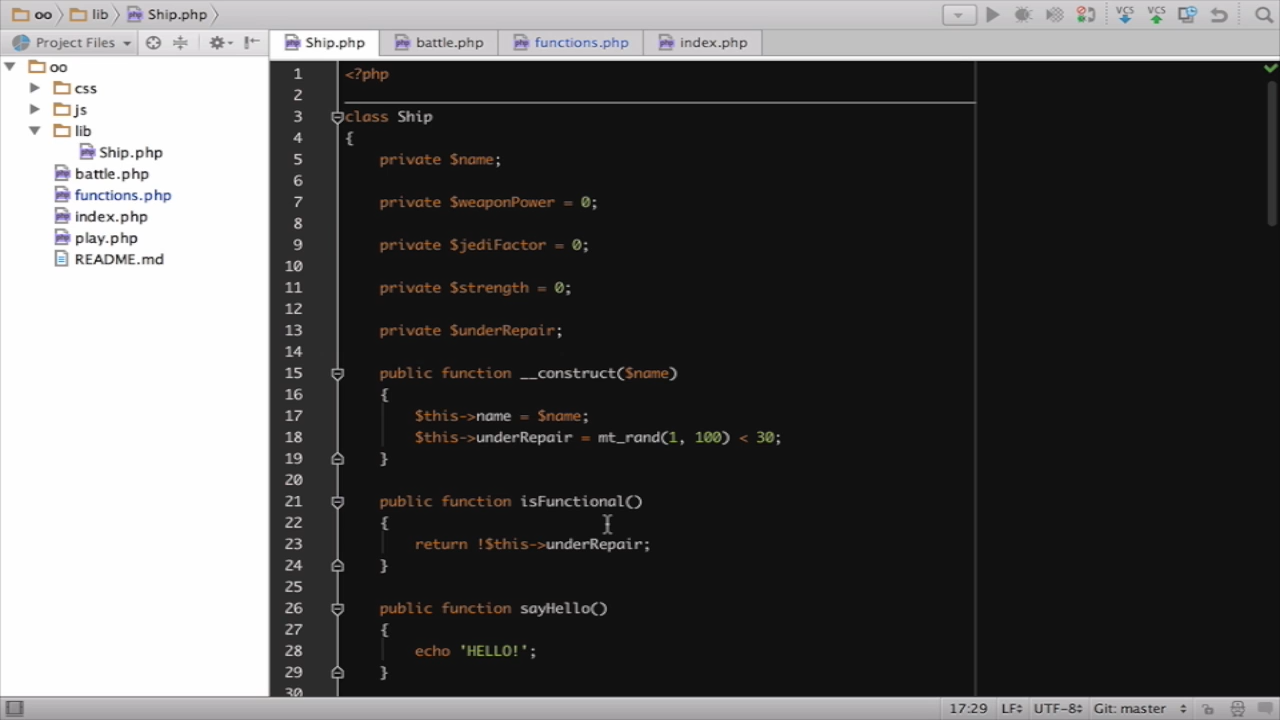 oo lib Ship.php
VCS VCS
Project Files
Ship.php battle.php functions.php index.php
oo
css
js
lib
Ship.php
battle.php
functions.php
index.php
play.php
README.md
1 <?php
2
3 class Ship
4 {
5 private $name;
6
7 private $weaponPower = 0;
8
9 private $jediFactor = 0;
10
11 private $strength = 0;
12
13 private $underRepair;
14
15 public function __construct($name)
16 {
17 $this->name = $name;
18 $this->underRepair = mt_rand(1, 100) < 30;
19 }
20
21 public function isFunctional()
22 {
23 return !$this->underRepair;
24 }
25
26 public function sayHello()
27 {
28 echo 'HELLO!';
29 }
30
17:29 LF UTF-8 Git: master